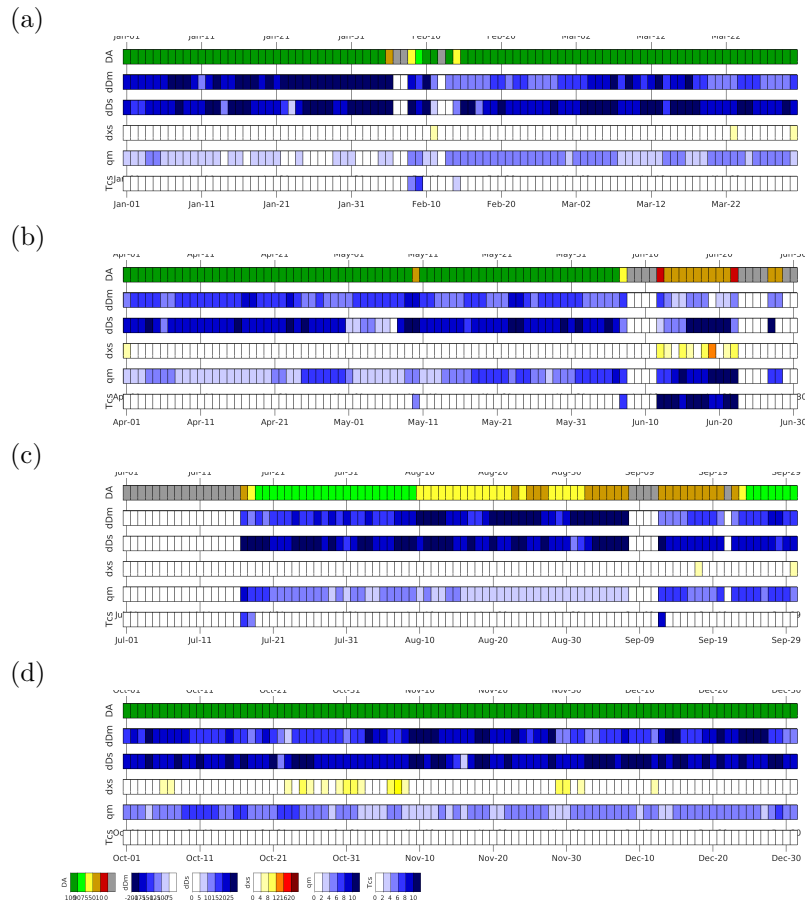 (a)
Jan-01 Jan-11 Jan-21 Jan-31 Feb-10 Feb-20 Mar-02 Mar-12 Mar-22
DA
dDm
dDs
dxs
qm
Tcs
Jan-01 Jan-11 Jan-21 Jan-31 Feb-10 Feb-20 Mar-02 Mar-12 Mar-22
(b)
Apr-01 Apr-11 Apr-21 May-01 May-11 May-21 May-31 Jun-10 Jun-20 Jun-30
DA
dDm
dDs
dxs
qm
Tcs
Apr-01 Apr-11 Apr-21 May-01 May-11 May-21 May-31 Jun-10 Jun-20 Jun-30
(c)
Jul-01 Jul-11 Jul-21 Jul-31 Aug-10 Aug-20 Aug-30 Sep-09 Sep-19 Sep-29
DA
dDm
dDs
dxs
qm
Tcs
Jul-01 Jul-11 Jul-21 Jul-31 Aug-10 Aug-20 Aug-30 Sep-09 Sep-19 Sep-29
(d)
Oct-01 Oct-11 Oct-21 Oct-31 Nov-10 Nov-20 Nov-30 Dec-10 Dec-20 Dec-30
DA
dDm
dDs
dxs
qm
Tcs
Oct-01 Oct-11 Oct-21 Oct-31 Nov-10 Nov-20 Nov-30 Dec-10 Dec-20 Dec-30
DA dDm dDs dxs qm Tcs
0 5 10 15 20 25 0 4 8 12 16 20 0 2 4 6 8 10 0 2 4 6 8 10